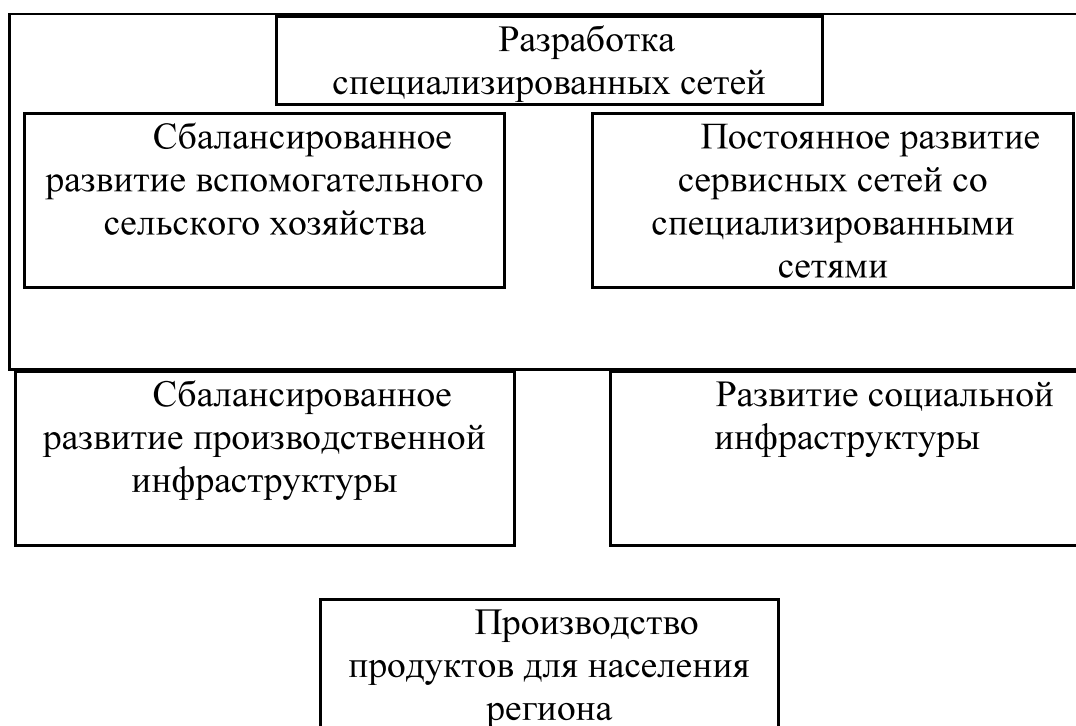 Разработка
специализированных сетей
Сбалансированное
развитие вспомогательного
сельского хозяйства
Постоянное развитие
сервисных сетей со
специализированными
сетями
Сбалансированное
развитие производственной
инфраструктуры
Развитие социальной
инфраструктуры
Производство
продуктов для населения
региона